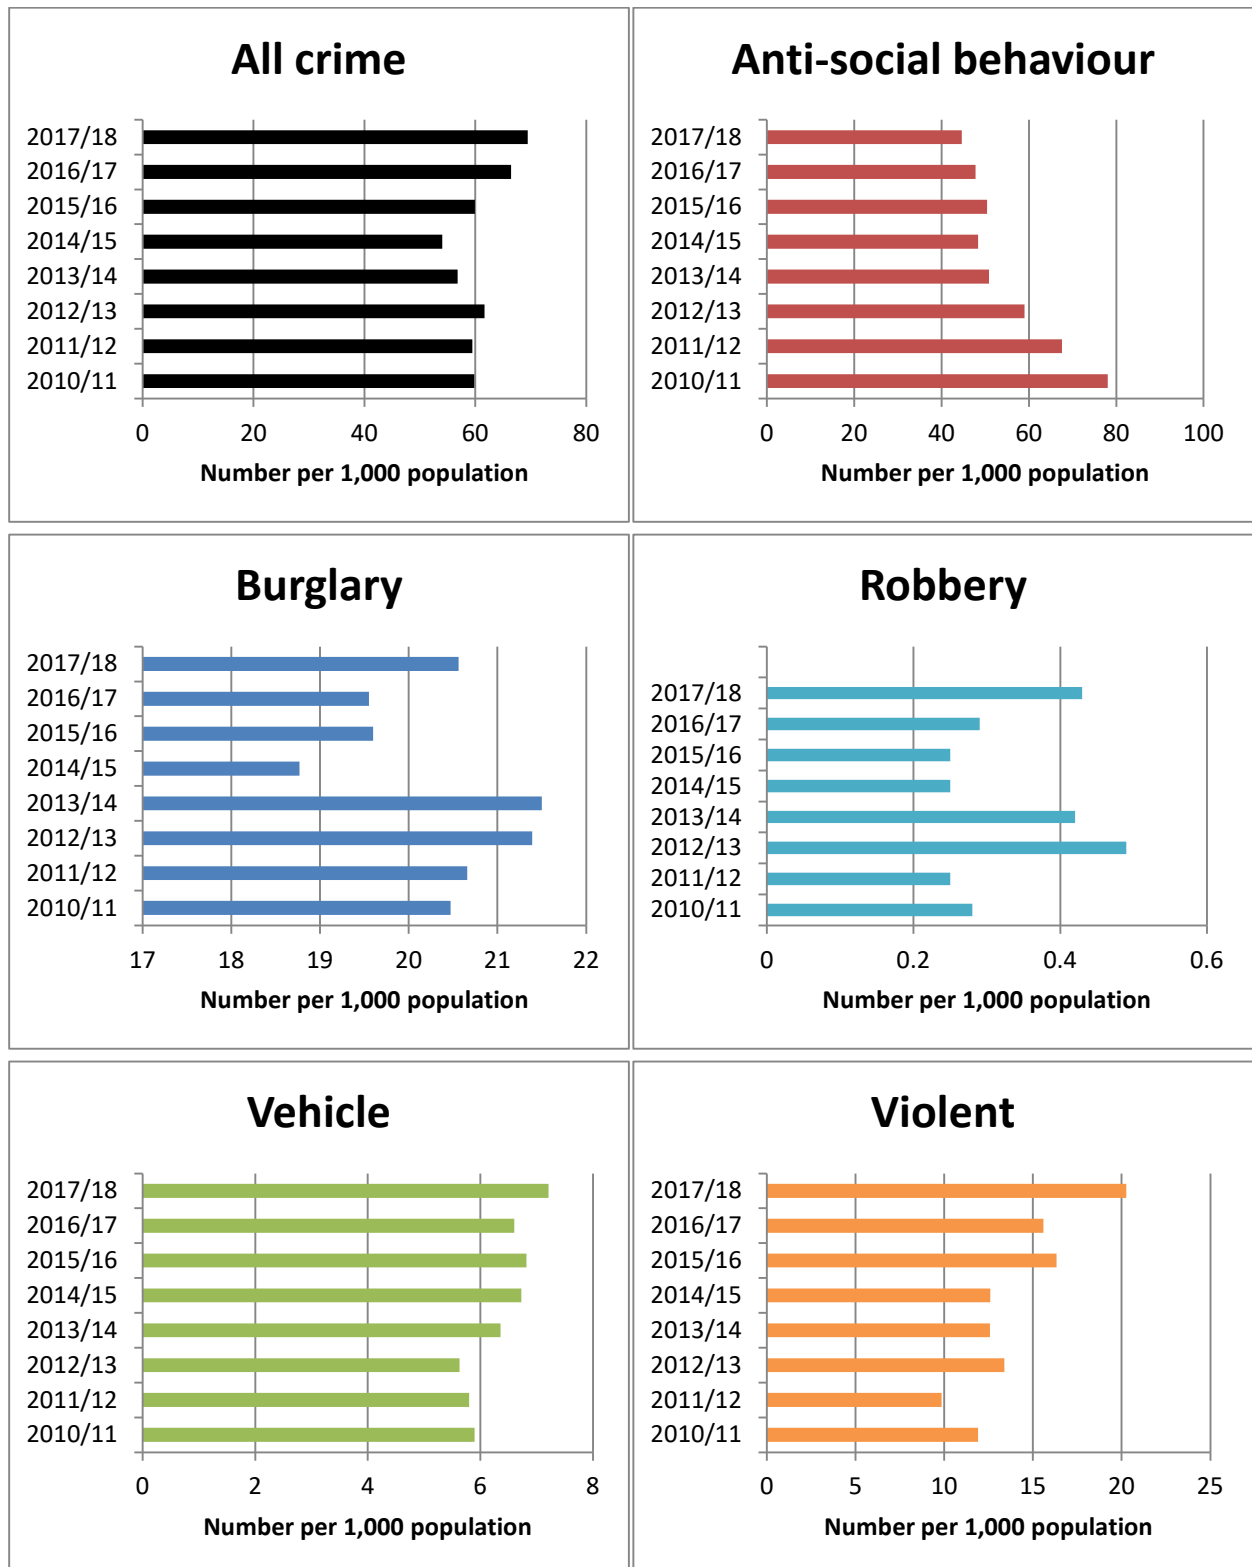 All crime
2017/18
2016/17
2015/16
2014/15
2013/14
2012/13
2011/12
2010/11
0 20 40 60 80
Number per 1,000 population
Anti-social behaviour
2017/18
2016/17
2015/16
2014/15
2013/14
2012/13
2011/12
2010/11
0 20 40 60 80 100
Number per 1,000 population
Burglary
2017/18
2016/17
2015/16
2014/15
2013/14
2012/13
2011/12
2010/11
17 18 19 20 21 22
Number per 1,000 population
Robbery
2017/18
2016/17
2015/16
2014/15
2013/14
2012/13
2011/12
2010/11
0 0.2 0.4 0.6
Number per 1,000 population
Vehicle
2017/18
2016/17
2015/16
2014/15
2013/14
2012/13
2011/12
2010/11
0 2 4 6 8
Number per 1,000 population
Violent
2017/18
2016/17
2015/16
2014/15
2013/14
2012/13
2011/12
2010/11
0 5 10 15 20 25
Number per 1,000 population